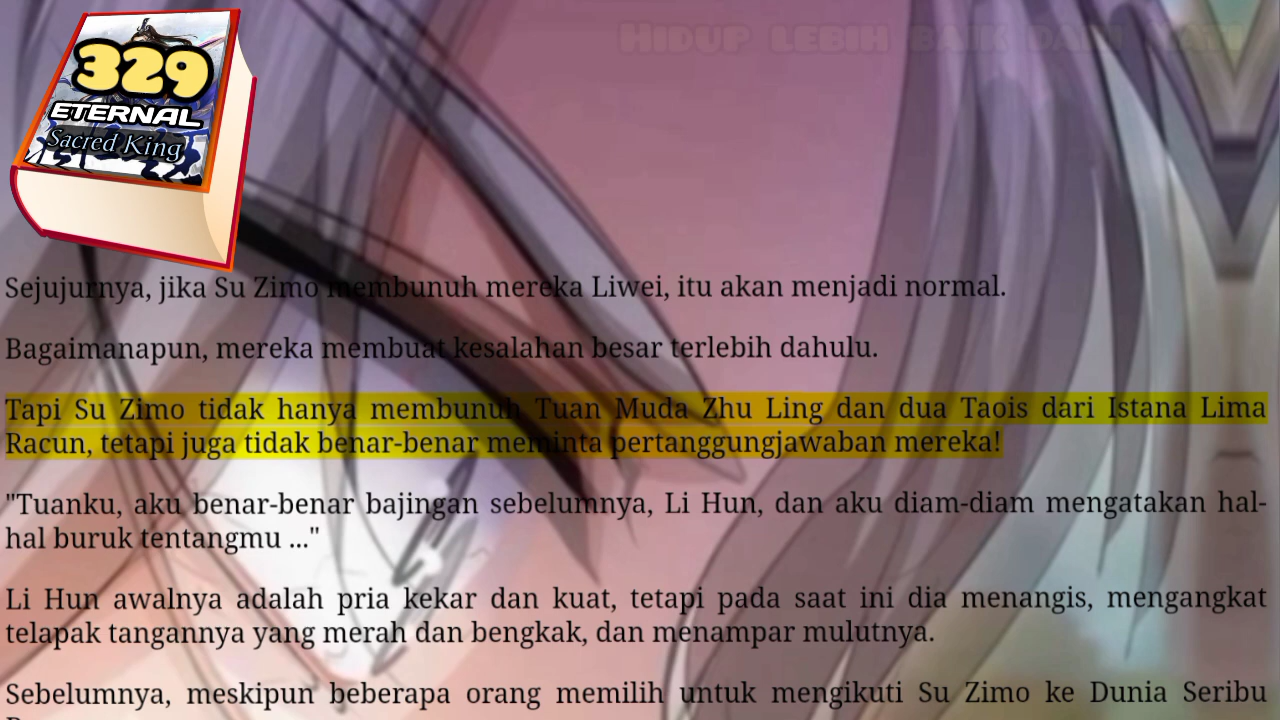 Hidup lebih baik dari
329
ETERNAL
Sacred King
Sejujurnya, jika Su Zimo membunuh mereka Liwei, itu akan menjadi normal.
Bagaimanapun, mereka membuat kesalahan besar terlebih dahulu.
Tapi Su Zimo tidak hanya membunuh Tuan Muda Zhu Ling dan dua Taois dari Istana Lima
Racun, tetapi juga tidak benar-benar meminta pertanggungjawaban mereka!
"Tuanku, aku benar-benar bajingan sebelumnya, Li Hun, dan aku diam-diam mengatakan hal-
hal buruk tentangmu ..."
Li Hun awalnya adalah pria kekar dan kuat, tetapi pada saat ini dia menangis, mengangkat
telapak tangannya yang merah dan bengkak, dan menampar mulutnya.
Sebelumnya, meskipun beberapa orang memilih untuk mengikuti Su Zimo ke Dunia Seribu